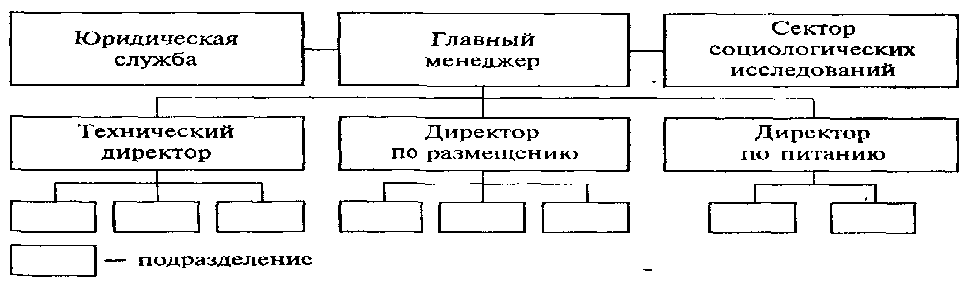 Юридическая
служба
Главный
менеджер
Сектор
социологических
исследований
Технический
директор
Директор
по размещению
Директор
по питанию
— подразделение